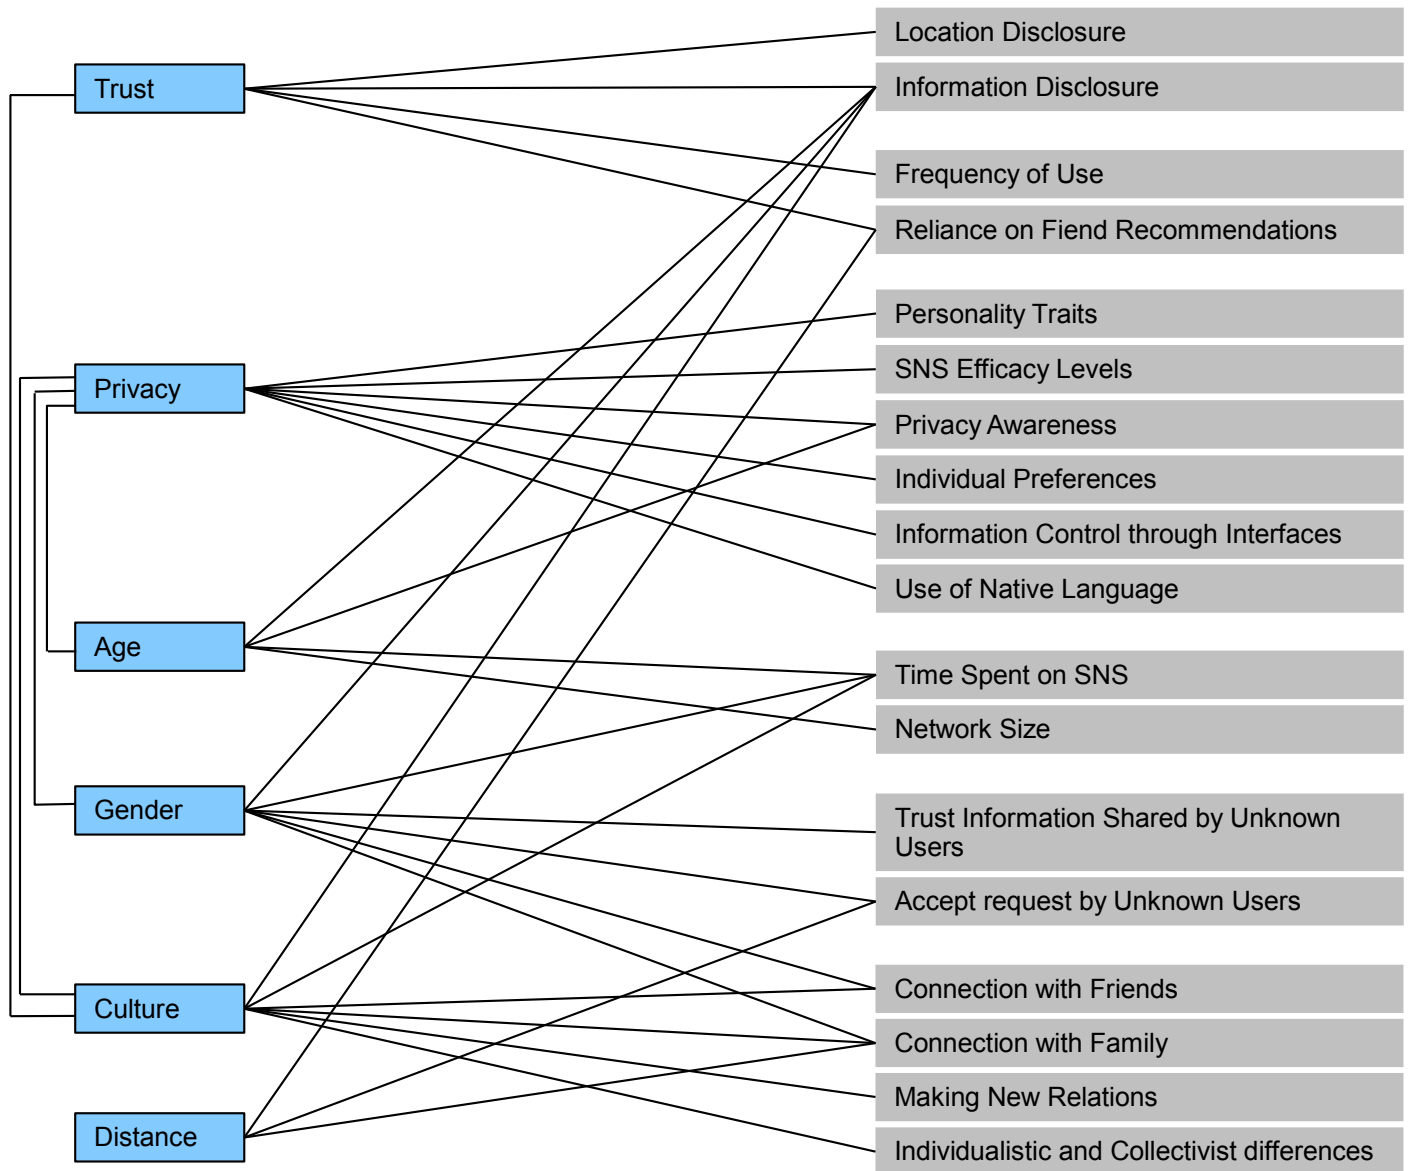 Trust
Privacy
Age
Gender
Culture
Distance
Location Disclosure
Information Disclosure
Frequency of Use
Reliance on Fiend Recommendations
Personality Traits
SNS Efficacy Levels
Privacy Awareness
Individual Preferences
Information Control through Interfaces
Use of Native Language
Time Spent on SNS
Network Size
Trust Information Shared by Unknown
Users
Accept request by Unknown Users
Connection with Friends
Connection with Family
Making New Relations
Individualistic and Collectivist differences